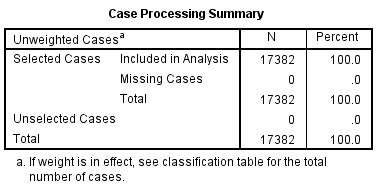 Case Processing Summary
Unweighted Casesa N Percent
Selected Cases Included in Analysis 17382 100.0
Missing Cases 0 .0
Total 17382 100.0
Unselected Cases 0 .0
Total 17382 100.0
a. If weight is in effect, see classification table for the total
number of cases.